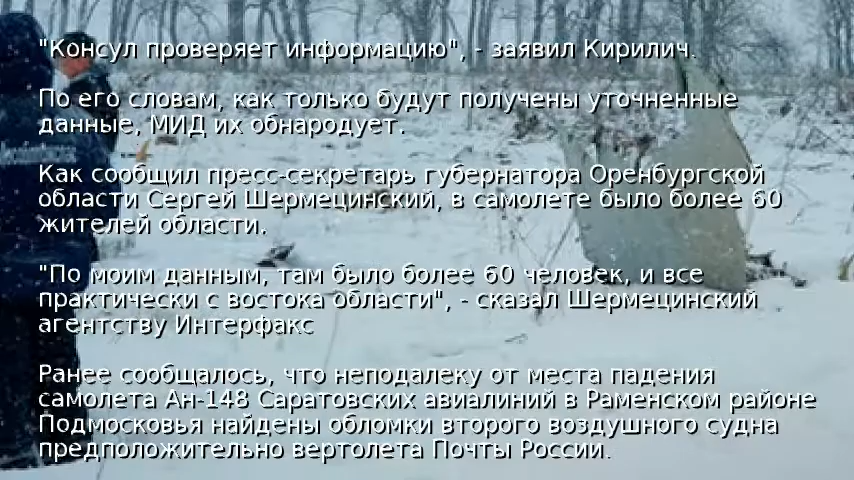 "Консул проверяет информацию", - заявил Кирилич.
По его словам, как только будут получены уточненные
данные, МИД их обнародует.
Как сообщил пресс-секретарь губернатора Оренбургской
области Сергей Шермецинский, в самолете было более 60
жителей области.
"По моим данным, там было более 60 человек, и все
практически с востока области", - сказал Шермецинский
агентству Интерфакс
Ранее сообщалось, что неподалеку от места падения
самолета Ан-148 Саратовских авиалиний в Раменском районе
Подмосковья найдены обломки второго воздушного судна
предположительно вертолета Почты России.